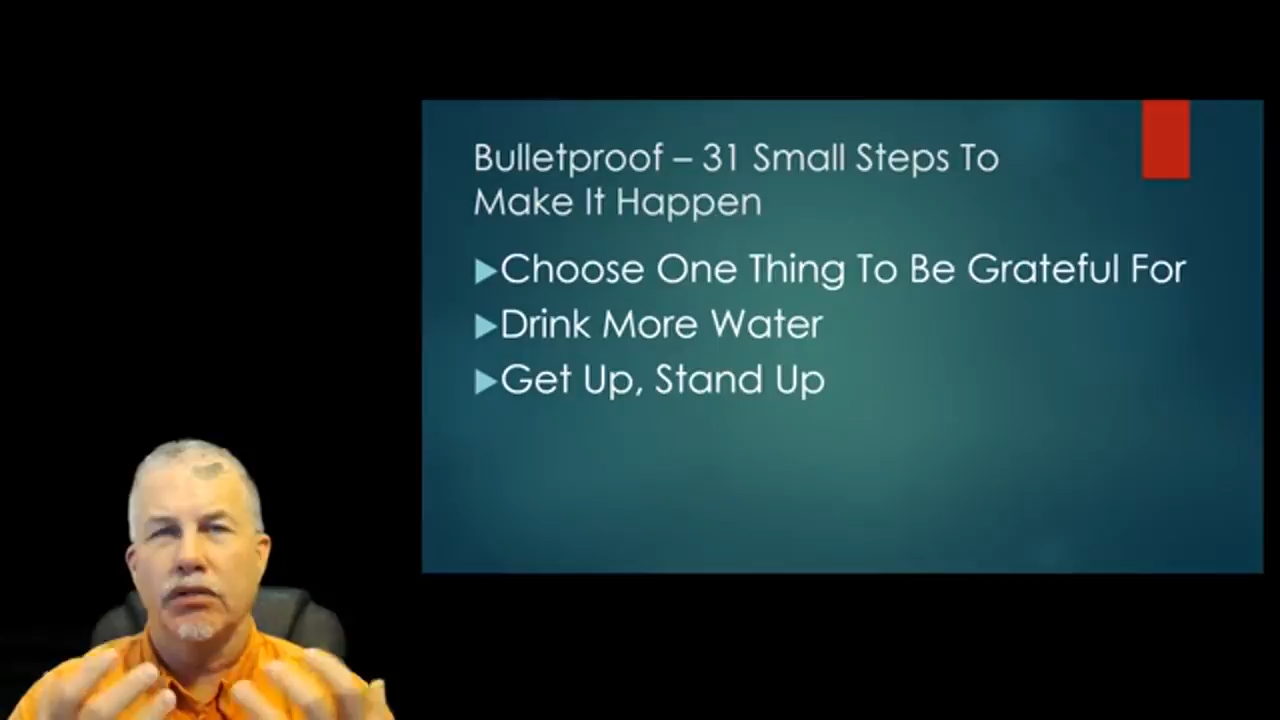 Bulletproof – 31 Small Steps To
Make It Happen
Choose One Thing To Be Grateful For
Drink More Water
Get Up, Stand Up